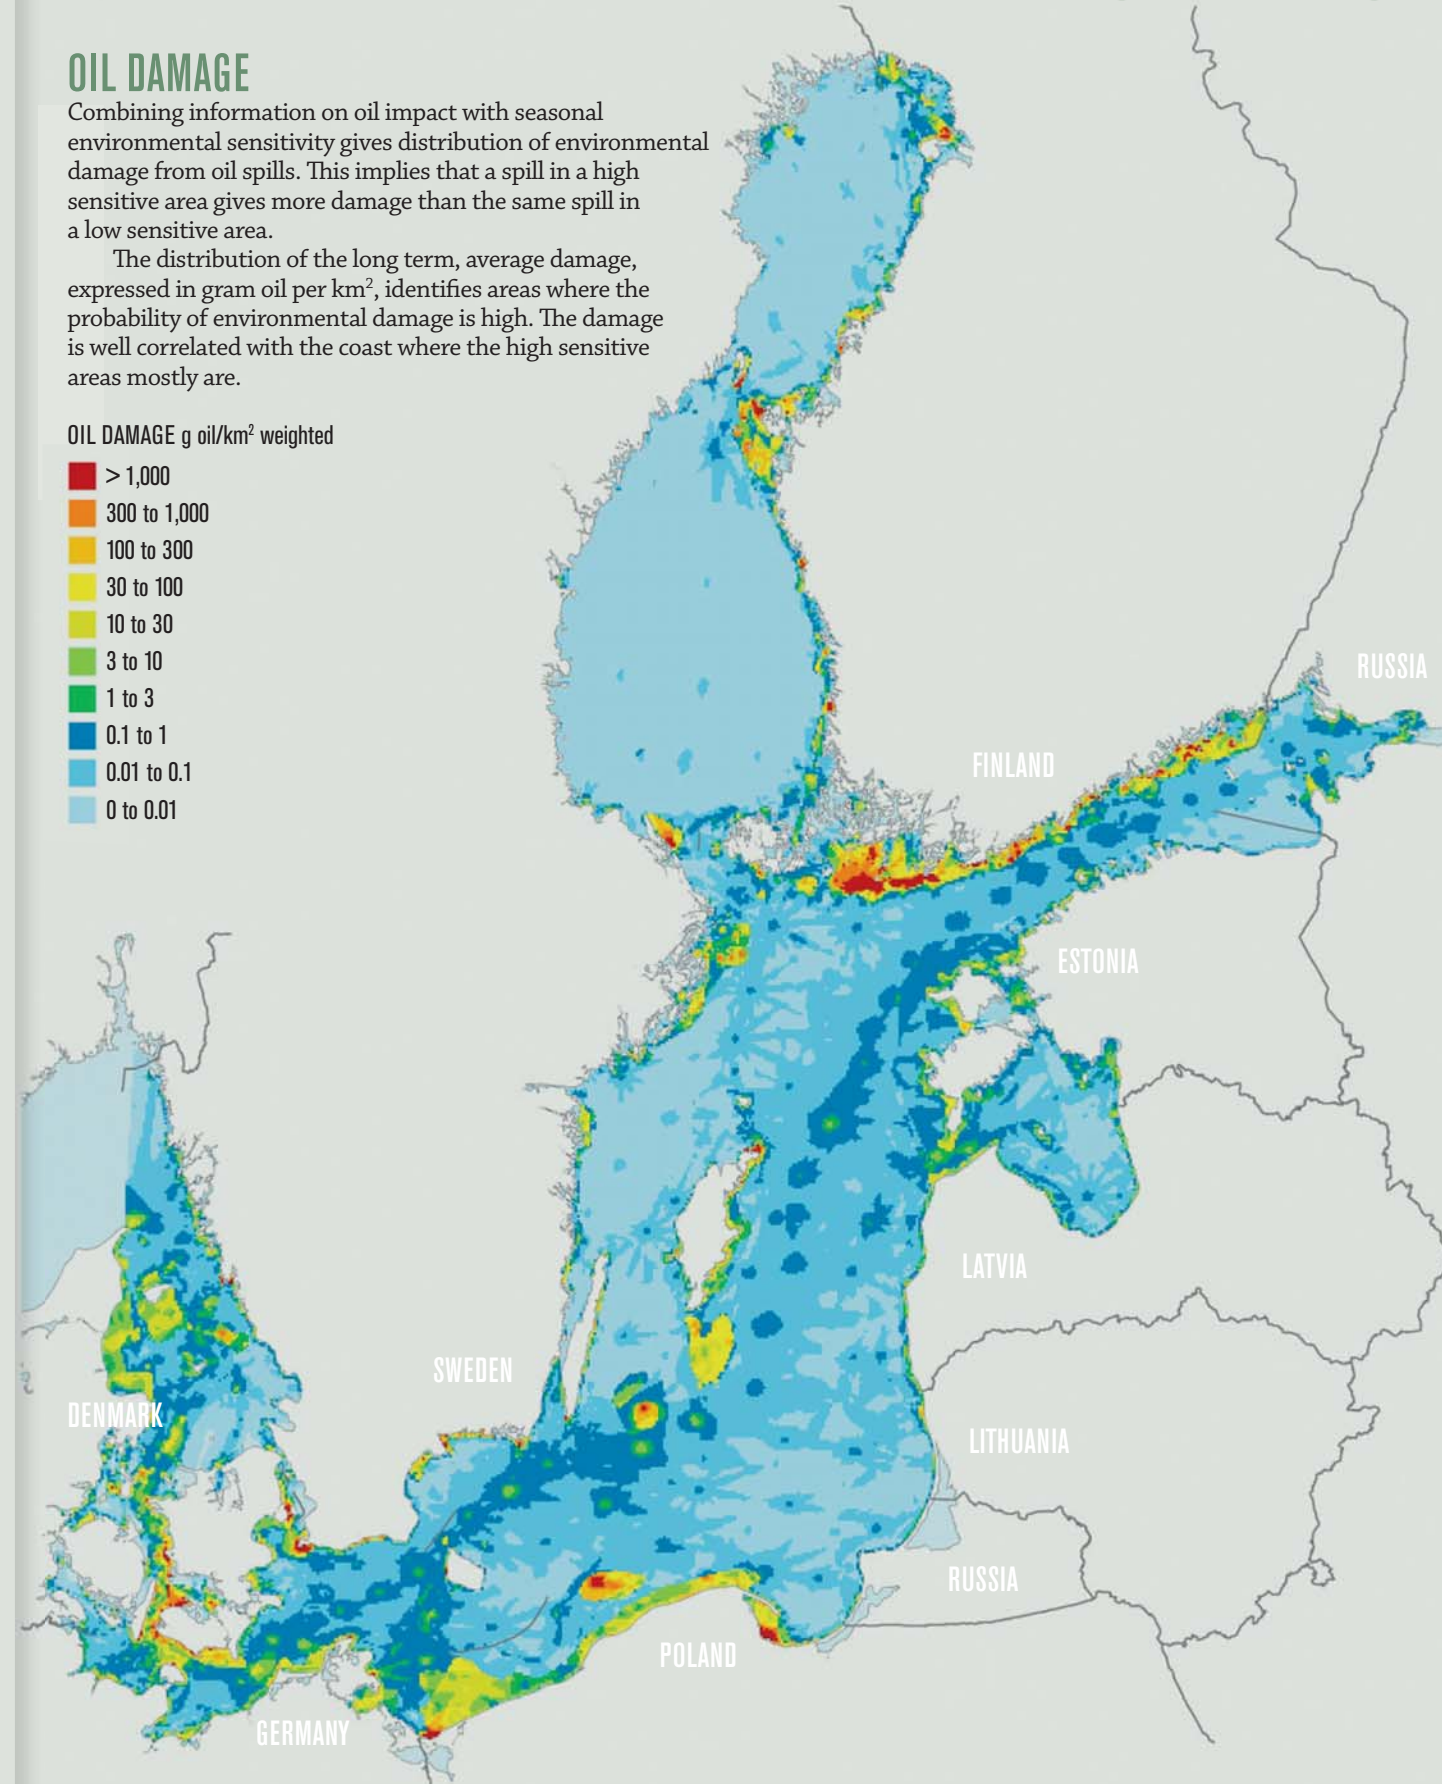 OIL DAMAGE
Combining information on oil impact with seasonal
environmental sensitivity gives distribution of environmental
damage from oil spills. This implies that a spill in a high
sensitive area gives more damage than the same spill in
a low sensitive area.
The distribution of the long term, average damage,
expressed in gram oil per km², identifies areas where the
probability of environmental damage is high. The damage
is well correlated with the coast where the high sensitive
areas mostly are.
OIL DAMAGE g oil/km² weighted
> 1,000
300 to 1,000
100 to 300
30 to 100
10 to 30
3 to 10
1 to 3
0.1 to 1
0.01 to 0.1
0 to 0.01
RUSSIA
FINLAND
ESTONIA
LATVIA
SWEDEN
DENMARK
LITHUANIA
RUSSIA
POLAND
GERMANY